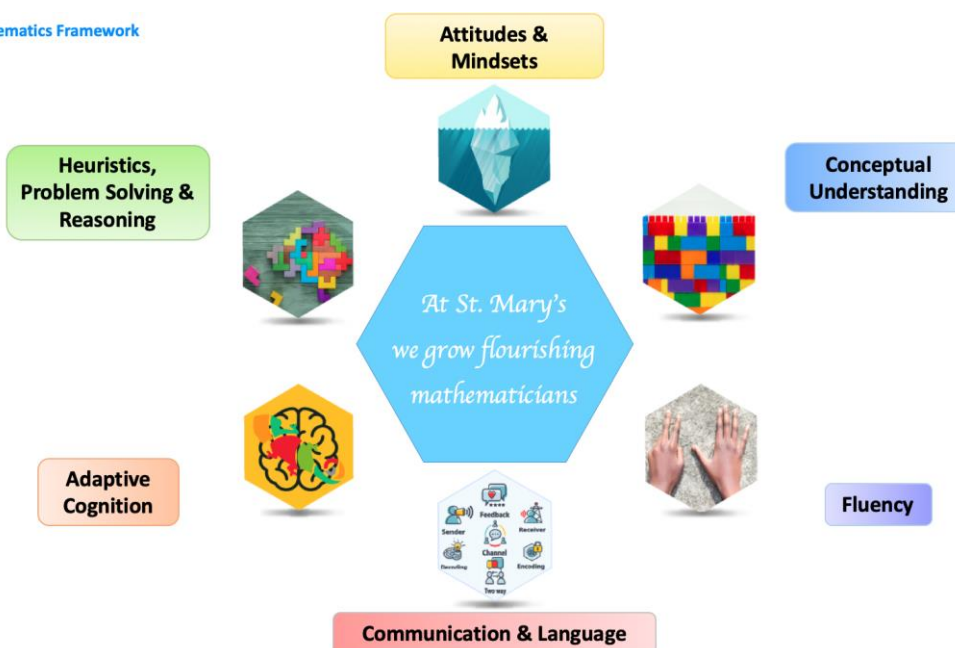 ematics Framework
Attitudes &
Mindsets
Heuristics,
Problem Solving &
Reasoning
Conceptual
Understanding
At St. Mary's
we grow flourishing
mathematicians
Adaptive
Cognition
Fluency
Feedback
Sender
Receiver
Channel
Decoding
Encoding
Two way
Communication & Language